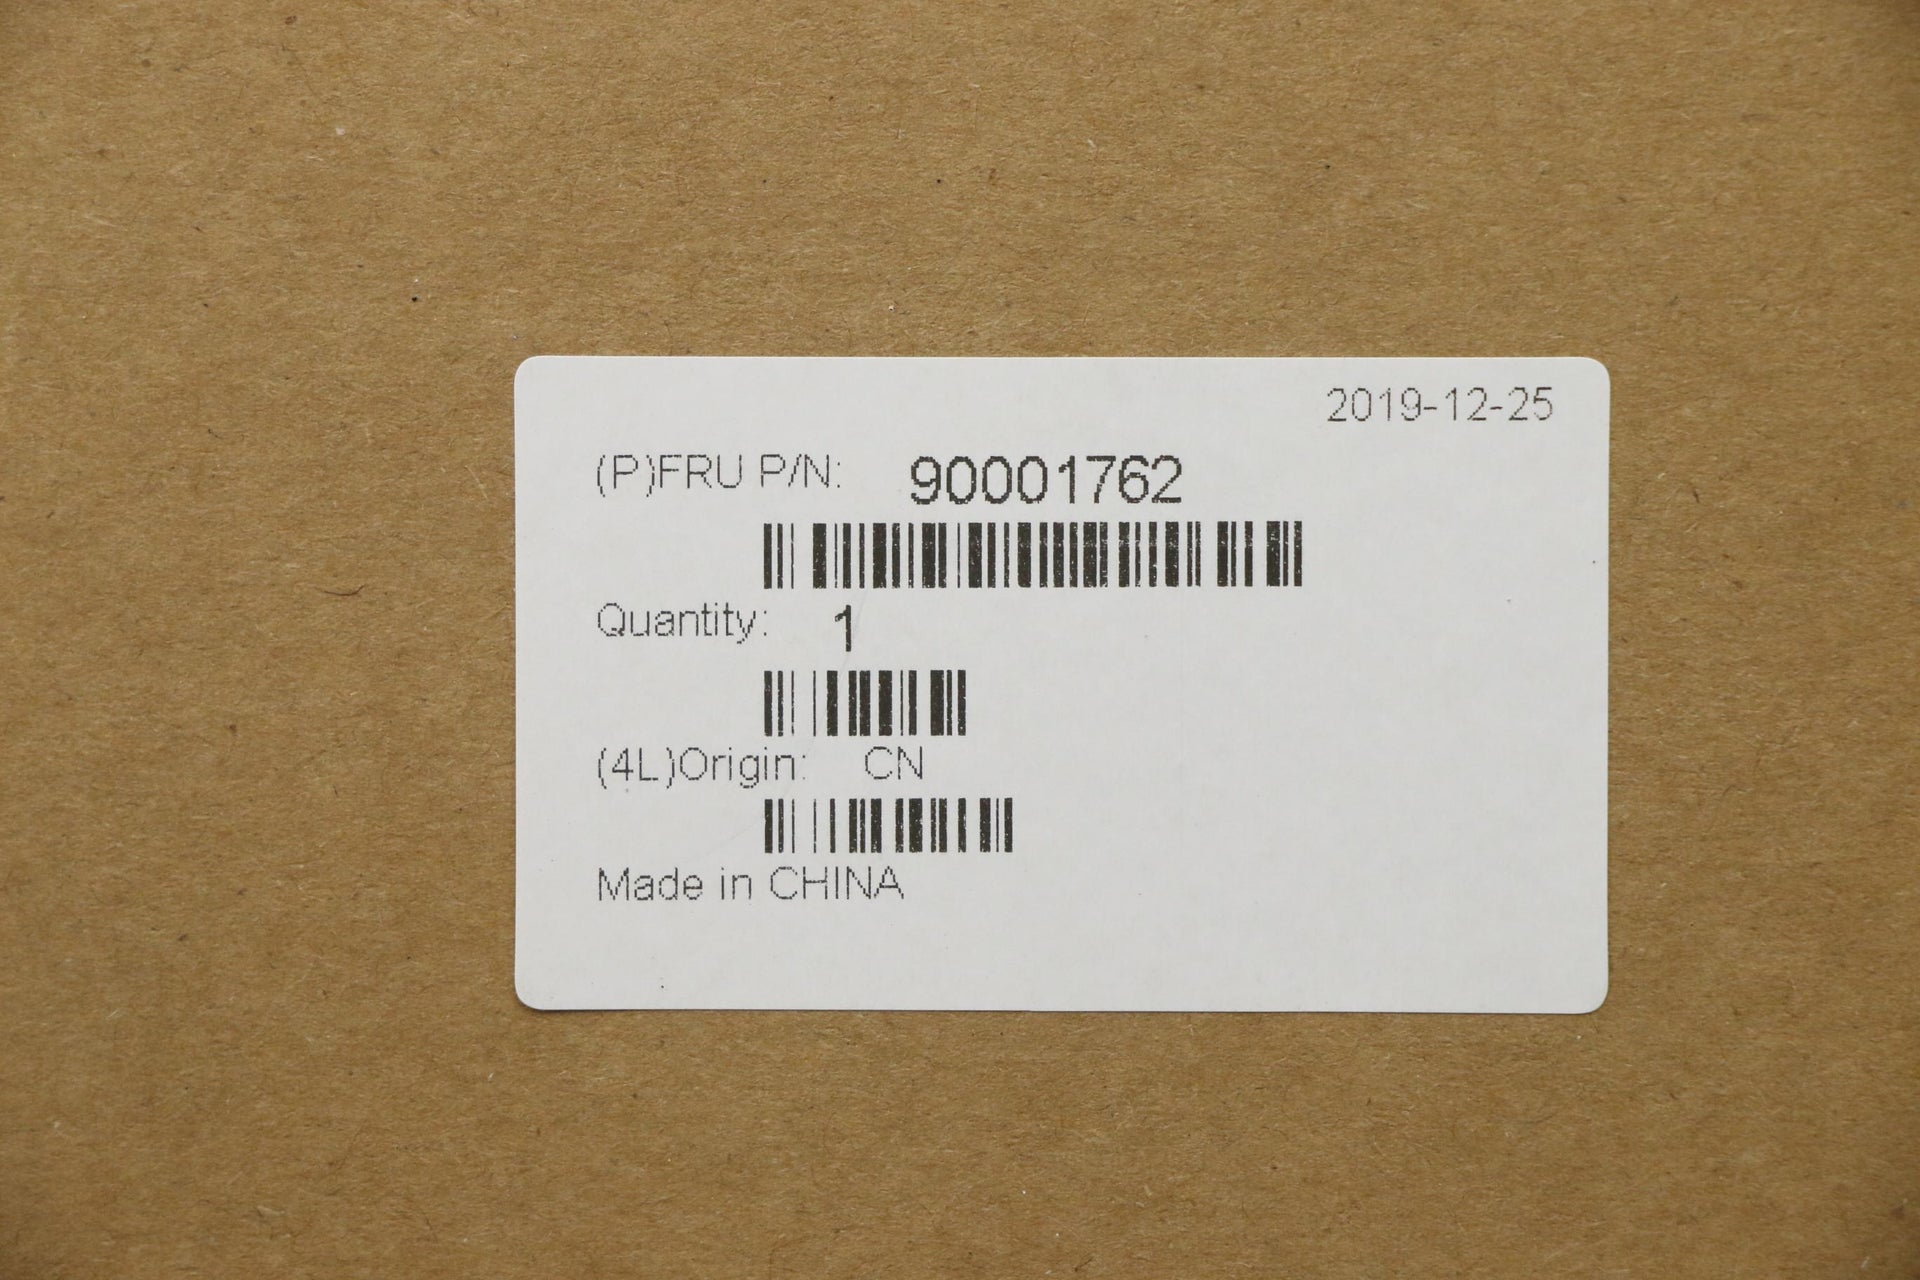 2019-12-25
(P)FRU P/N: 90001762
Quantity: 1
(4L)Origin: CN
Made in CHINA